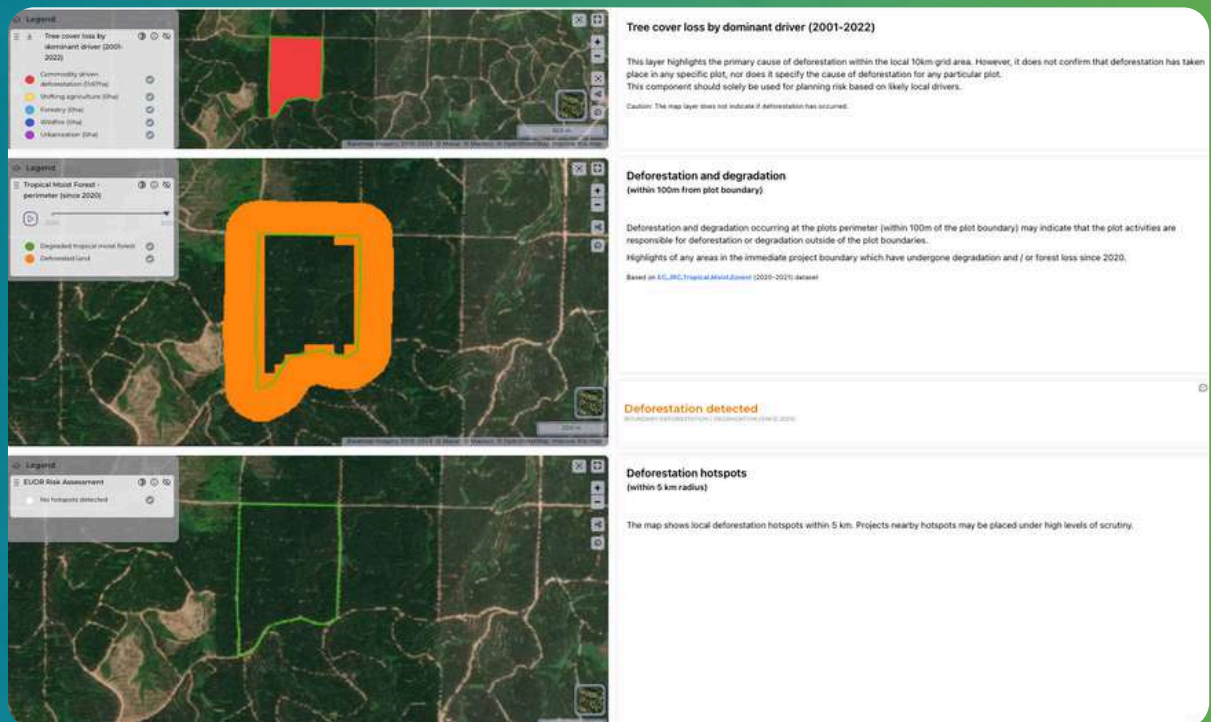 Legend
Tree cover loss by
dominant driver (2001-
2022)
Commodity driven
deforestation
Shifting agriculture (0ha)
Forestry (0ha)
Wildfire (0ha)
Urbanization (0ha)
Tree cover loss by dominant driver (2001-2022)
This layer highlights the primary cause of deforestation within the local 10km grid area. However, it does not confirm that deforestation has taken
place in any specific plot, nor does it specify the cause of deforestation for any particular plot.
This component should solely be used for planning risk based on likely local drivers.
Caution: The map layer does not indicate if deforestation has occurred.
Legend
Tropical Moist Forest -
perimeter (since 2020)
Degraded tropical moist forest
Deforested land
Deforestation and degradation
(within 100m from plot boundary)
Deforestation and degradation occurring at the plots perimeter (within 100m of the plot boundary) may indicate that the plot activities are
responsible for deforestation or degradation outside of the plot boundaries.
Highlights of any areas in the immediate project boundary which have undergone degradation and / or forest loss since 2020.
Based on EC.JRC.Tropical.Moist.Forest (2020-2021) dataset
Deforestation detected
BOUNDARY DEFORESTATION / DEGRADATION (SINCE 2020)
Legend
EUDR Risk Assessment
No hotspots detected
Deforestation hotspots
(within 5 km radius)
The map shows local deforestation hotspots within 5 km. Projects nearby hotspots may be placed under high levels of scrutiny.